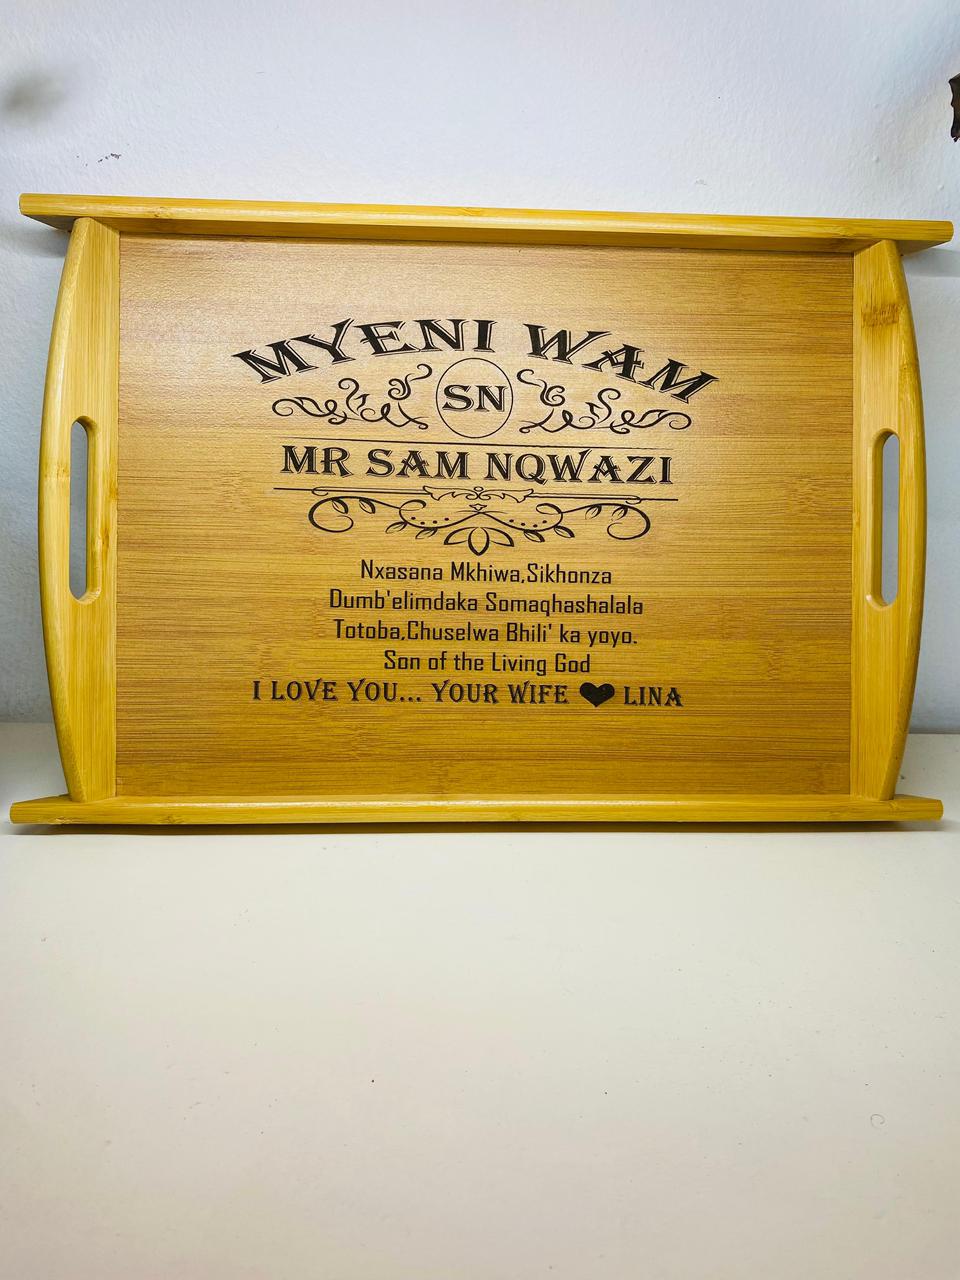 MYENI WAM
SN
MR SAM NQWAZI
Nxasana Mkhiwa,Sikhonza
Dumb'elimdaka Somaqhashalala
Totoba,Chuselwa Bhili' ka yoyo.
Son of the Living God
I LOVE YOU... YOUR WIFE ♥ LINA